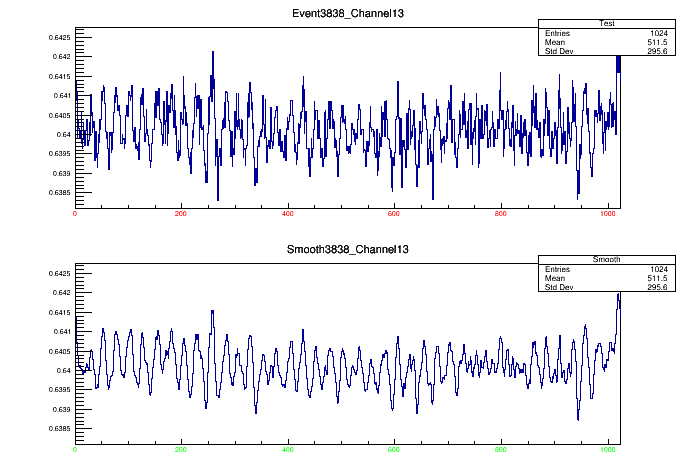 Event3838_Channel13
Test
Entries 1024
Mean 511.5
Std Dev 295.6
0.6425
0.642
0.6415
0.641
0.6405
0.64
0.6395
0.639
0.6385
0 200 400 600 800 1000
Smooth3838_Channel13
Smooth
Entries 1024
Mean 511.5
Std Dev 295.6
0.6425
0.642
0.6415
0.641
0.6405
0.64
0.6395
0.639
0.6385
0 200 400 600 800 1000